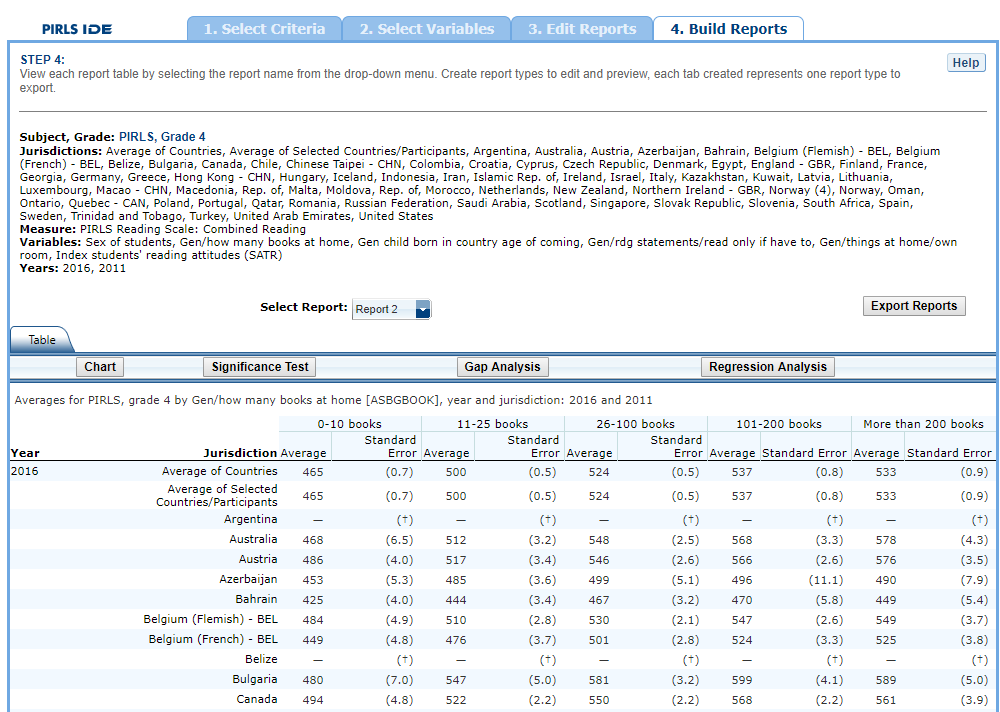 PIRLS IDE
1. Select Criteria
2. Select Variables
3. Edit Reports
4. Build Reports
STEP 4:
Help
View each report table by selecting the report name from the drop-down menu. Create report types to edit and preview, each tab created represents one report type to
export.
Subject, Grade: PIRLS, Grade 4
Jurisdictions: Average of Countries, Average of Selected Countries/Participants, Argentina, Australia, Austria, Azerbaijan, Bahrain, Belgium (Flemish) - BEL, Belgium
(French) - BEL, Belize, Bulgaria, Canada, Chile, Chinese Taipei - CHN, Colombia, Croatia, Cyprus, Czech Republic, Denmark, Egypt, England - GBR, Finland, France,
Georgia, Germany, Greece, Hong Kong - CHN, Hungary, Iceland, Indonesia, Iran, Islamic Rep. of, Ireland, Israel, Italy, Kazakhstan, Kuwait, Latvia, Lithuania,
Luxembourg, Macao - CHN, Macedonia, Rep. of, Malta, Moldova, Rep. of, Morocco, Netherlands, New Zealand, Northern Ireland - GBR, Norway (4), Norway, Oman,
Ontario, Quebec - CAN, Poland, Portugal, Qatar, Romania, Russian Federation, Saudi Arabia, Scotland, Singapore, Slovak Republic, Slovenia, South Africa, Spain,
Sweden, Trinidad and Tobago, Turkey, United Arab Emirates, United States
Measure: PIRLS Reading Scale: Combined Reading
Variables: Sex of students, Gen/how many books at home, Gen child born in country age of coming, Gen/rdg statements/read only if have to, Gen/things at home/own
room, Index students' reading attitudes (SATR)
Years: 2016, 2011
Select Report: Report 2
Export Reports
Table
Chart Significance Test Gap Analysis Regression Analysis
Averages for PIRLS, grade 4 by Gen/how many books at home [ASBGBOOK], year and jurisdiction: 2016 and 2011
0-10 books 11-25 books 26-100 books 101-200 books More than 200 books
Year Jurisdiction Average Standard Error Average Standard Error Average Standard Error Average Standard Error Average Standard Error
2016 Average of Countries 465 (0.7) 500 (0.5) 524 (0.5) 537 (0.8) 533 (0.9)
Average of Selected
Countries/Participants 465 (0.7) 500 (0.5) 524 (0.5) 537 (0.8) 533 (0.9)
Argentina — (†) — (†) — (†) — (†) — (†)
Australia 468 (6.5) 512 (3.2) 548 (2.5) 568 (3.3) 578 (4.3)
Austria 486 (4.0) 517 (3.4) 546 (2.6) 566 (2.6) 576 (3.5)
Azerbaijan 453 (5.3) 485 (3.6) 499 (5.1) 496 (11.1) 490 (7.9)
Bahrain 425 (4.0) 444 (3.4) 467 (3.2) 470 (5.8) 449 (5.4)
Belgium (Flemish) - BEL 484 (4.9) 510 (2.8) 530 (2.1) 547 (2.6) 549 (3.7)
Belgium (French) - BEL 449 (4.8) 476 (3.7) 501 (2.8) 524 (3.3) 525 (3.8)
Belize — (†) — (†) — (†) — (†) — (†)
Bulgaria 480 (7.0) 547 (5.0) 581 (3.2) 599 (4.1) 589 (5.0)
Canada 494 (4.8) 522 (2.2) 550 (2.2) 568 (2.2) 561 (3.9)